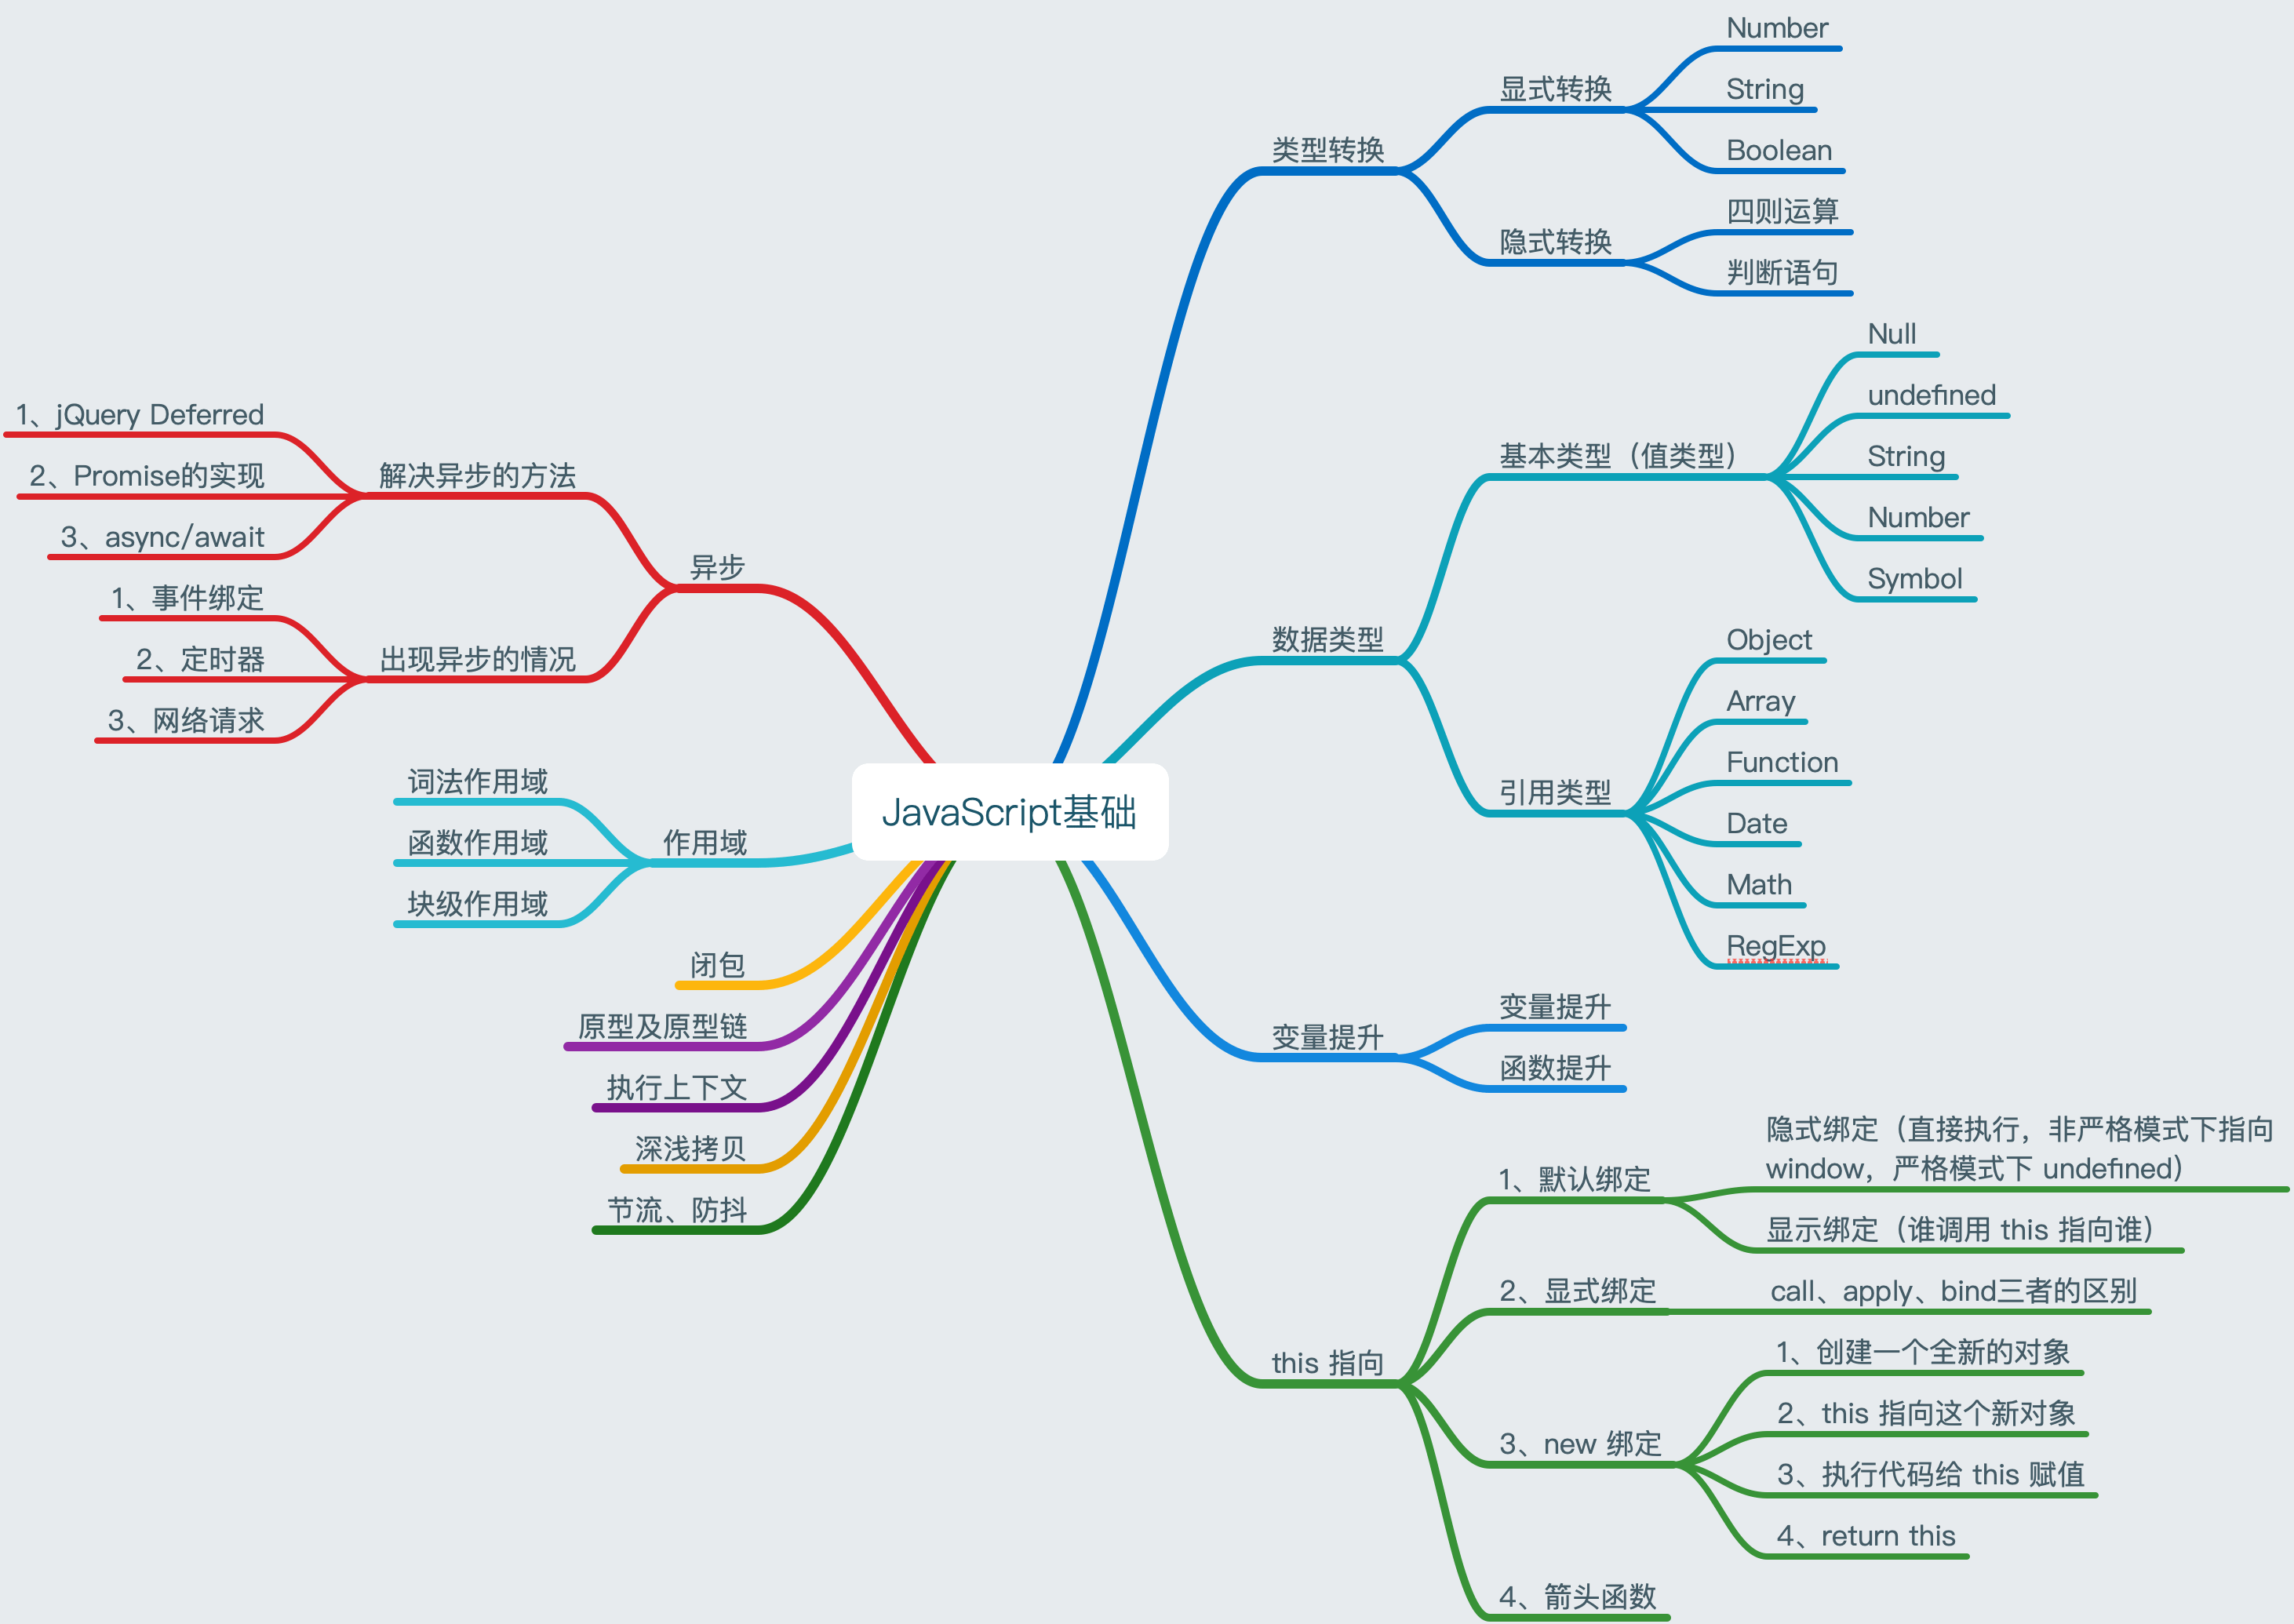 JavaScript基础
类型转换
显式转换
Number
String
Boolean
隐式转换
四则运算
判断语句
数据类型
基本类型（值类型）
Null
undefined
String
Number
Symbol
引用类型
Object
Array
Function
Date
Math
RegExp
变量提升
变量提升
函数提升
this 指向
1、默认绑定
隐式绑定（直接执行，非严格模式下指向
window，严格模式下 undefined）
显示绑定（谁调用 this 指向谁）
2、显式绑定
call、apply、bind三者的区别
3、new 绑定
1、创建一个全新的对象
2、this 指向这个新对象
3、执行代码给 this 赋值
4、return this
4、箭头函数
异步
解决异步的方法
1、jQuery Deferred
2、Promise的实现
3、async/await
出现异步的情况
1、事件绑定
2、定时器
3、网络请求
作用域
词法作用域
函数作用域
块级作用域
闭包
原型及原型链
执行上下文
深浅拷贝
节流、防抖